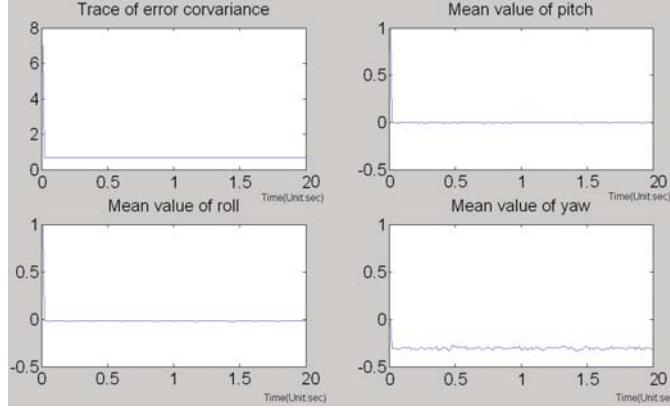 Trace of error corvariance
8
6
4
2
0
0 0.5 1 1.5 20
Time(Unit:sec)
Mean value of pitch
1
0.5
0
-0.5
0 0.5 1 1.5 20
Time(Unit:sec)
Mean value of roll
1
0.5
0
-0.5
0 0.5 1 1.5 20
Time(Unit:sec)
Mean value of yaw
1
0.5
0
-0.5
0 0.5 1 1.5 20
Time(Unit:se